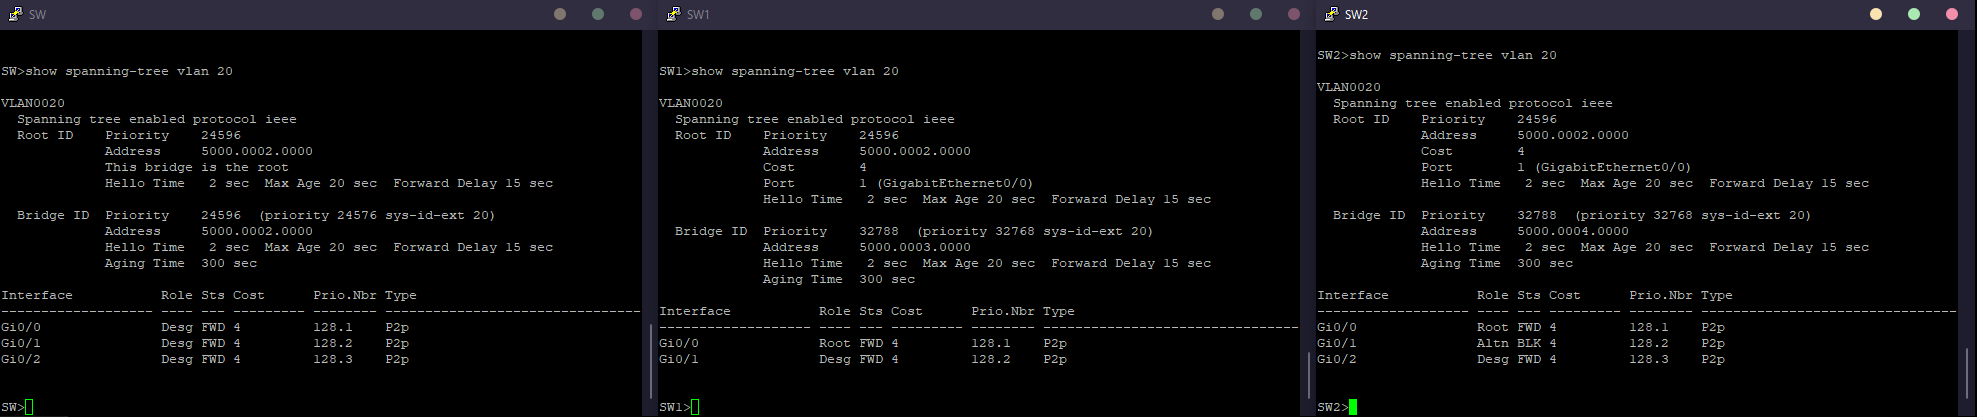 SW
SW>show spanning-tree vlan 20
VLAN0020
  Spanning tree enabled protocol ieee
  Root ID    Priority    24596
             Address     5000.0002.0000
             This bridge is the root
             Hello Time   2 sec  Max Age 20 sec  Forward Delay 15 sec
  Bridge ID  Priority    24596  (priority 24576 sys-id-ext 20)
             Address     5000.0002.0000
             Hello Time   2 sec  Max Age 20 sec  Forward Delay 15 sec
             Aging Time  300 sec
Interface           Role Sts Cost      Prio.Nbr Type
------------------- ---- --- --------- -------- --------------------------------
Gi0/0               Desg FWD 4         128.1    P2p
Gi0/1               Desg FWD 4         128.2    P2p
Gi0/2               Desg FWD 4         128.3    P2p
SW>
SW1
SW1>show spanning-tree vlan 20
VLAN0020
  Spanning tree enabled protocol ieee
  Root ID    Priority    24596
             Address     5000.0002.0000
             Cost        4
             Port        1 (GigabitEthernet0/0)
             Hello Time   2 sec  Max Age 20 sec  Forward Delay 15 sec
  Bridge ID  Priority    32788  (priority 32768 sys-id-ext 20)
             Address     5000.0003.0000
             Hello Time   2 sec  Max Age 20 sec  Forward Delay 15 sec
             Aging Time  300 sec
Interface           Role Sts Cost      Prio.Nbr Type
------------------- ---- --- --------- -------- --------------------------------
Gi0/0               Root FWD 4         128.1    P2p
Gi0/1               Desg FWD 4         128.2    P2p
SW1>
SW2
SW2>show spanning-tree vlan 20
VLAN0020
  Spanning tree enabled protocol ieee
  Root ID    Priority    24596
             Address     5000.0002.0000
             Cost        4
             Port        1 (GigabitEthernet0/0)
             Hello Time   2 sec  Max Age 20 sec  Forward Delay 15 sec
  Bridge ID  Priority    32788  (priority 32768 sys-id-ext 20)
             Address     5000.0004.0000
             Hello Time   2 sec  Max Age 20 sec  Forward Delay 15 sec
             Aging Time  300 sec
Interface           Role Sts Cost      Prio.Nbr Type
------------------- ---- --- --------- -------- --------------------------------
Gi0/0               Root FWD 4         128.1    P2p
Gi0/1               Altn BLK 4         128.2    P2p
Gi0/2               Desg FWD 4         128.3    P2p
SW2>